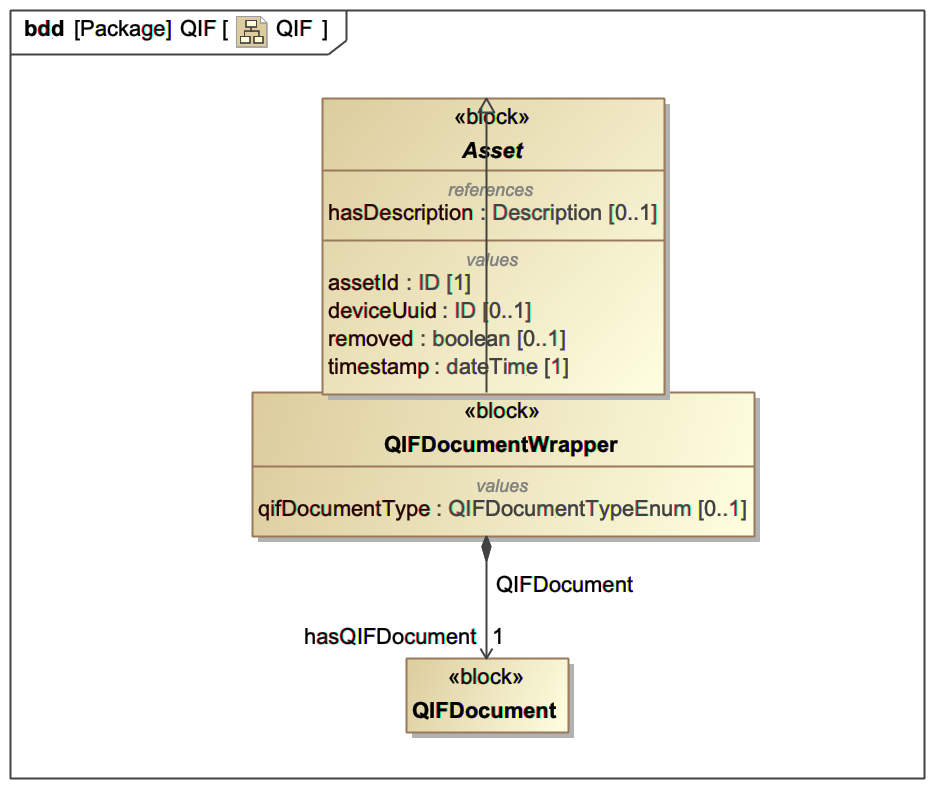 bdd [Package] QIF [ QIF ]
«block»
Asset
references
hasDescription : Description [0..1]
values
assetId : ID [1]
deviceUuid : ID [0..1]
removed : boolean [0..1]
timestamp : dateTime [1]
«block»
QIFDocumentWrapper
values
qifDocumentType : QIFDocumentTypeEnum [0..1]
QIFDocument
hasQIFDocument 1
«block»
QIFDocument